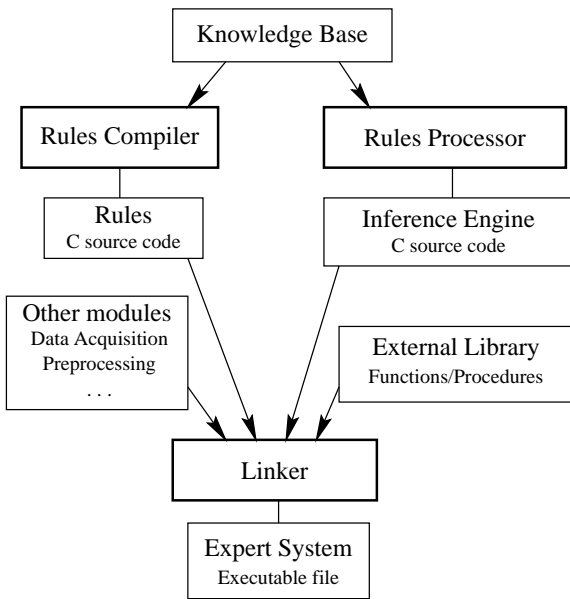 Knowledge Base
Rules Compiler
Rules Processor
Rules
C source code
Inference Engine
C source code
Other modules
Data Acquisition
Preprocessing
. . .
External Library
Functions/Procedures
Linker
Expert System
Executable file